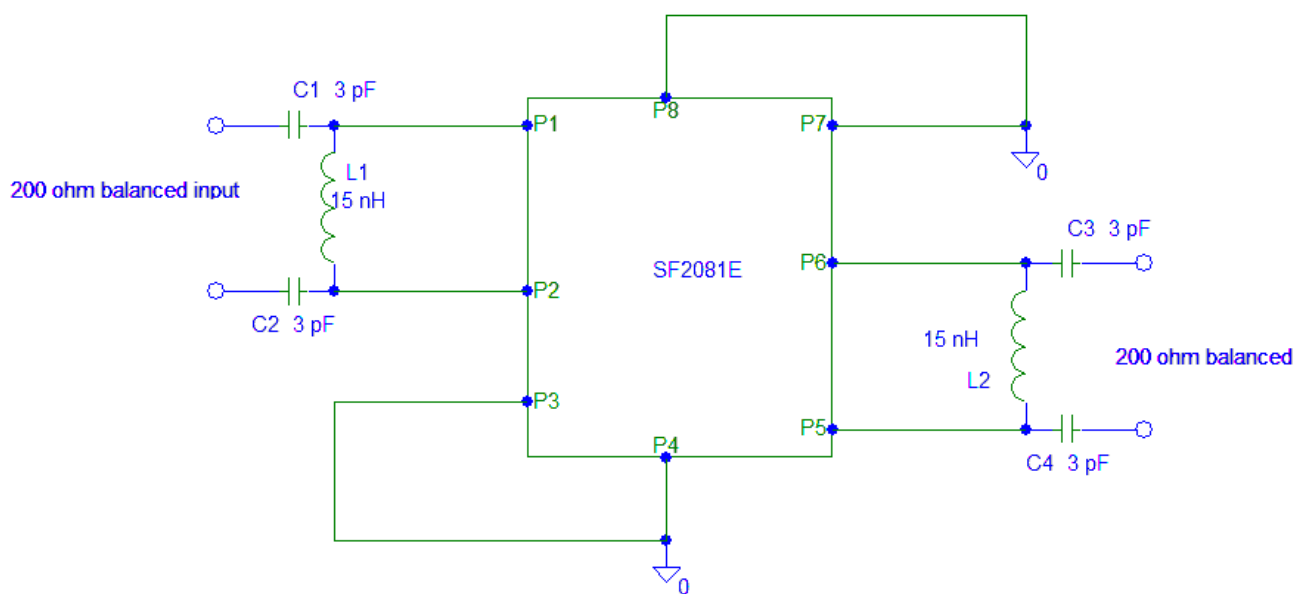 C1 3 pF
P8
P1
P7
L1
15 nH
0
200 ohm balanced input
C3 3 pF
P6
SF2081E
P2
C2 3 pF
15 nH
200 ohm balanced
L2
P3
P5
P4
C4 3 pF
0